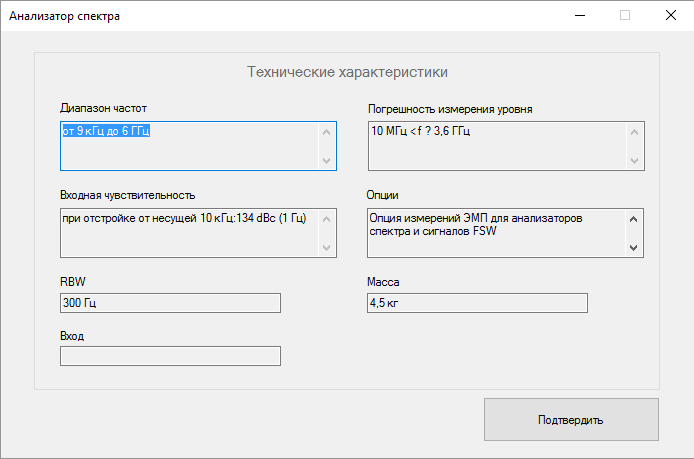 Анализатор спектра
Технические характеристики
Диапазон частот
от 9 кГц до 6 ГГц
Погрешность измерения уровня
10 МГц < f ? 3,6 ГГц
Входная чувствительность
при отстройке от несущей 10 кГц:134 dBc (1 Гц)
Опции
Опция измерений ЭМП для анализаторов
спектра и сигналов FSW
RBW
300 Гц
Масса
4,5 кг
Вход
Подтвердить